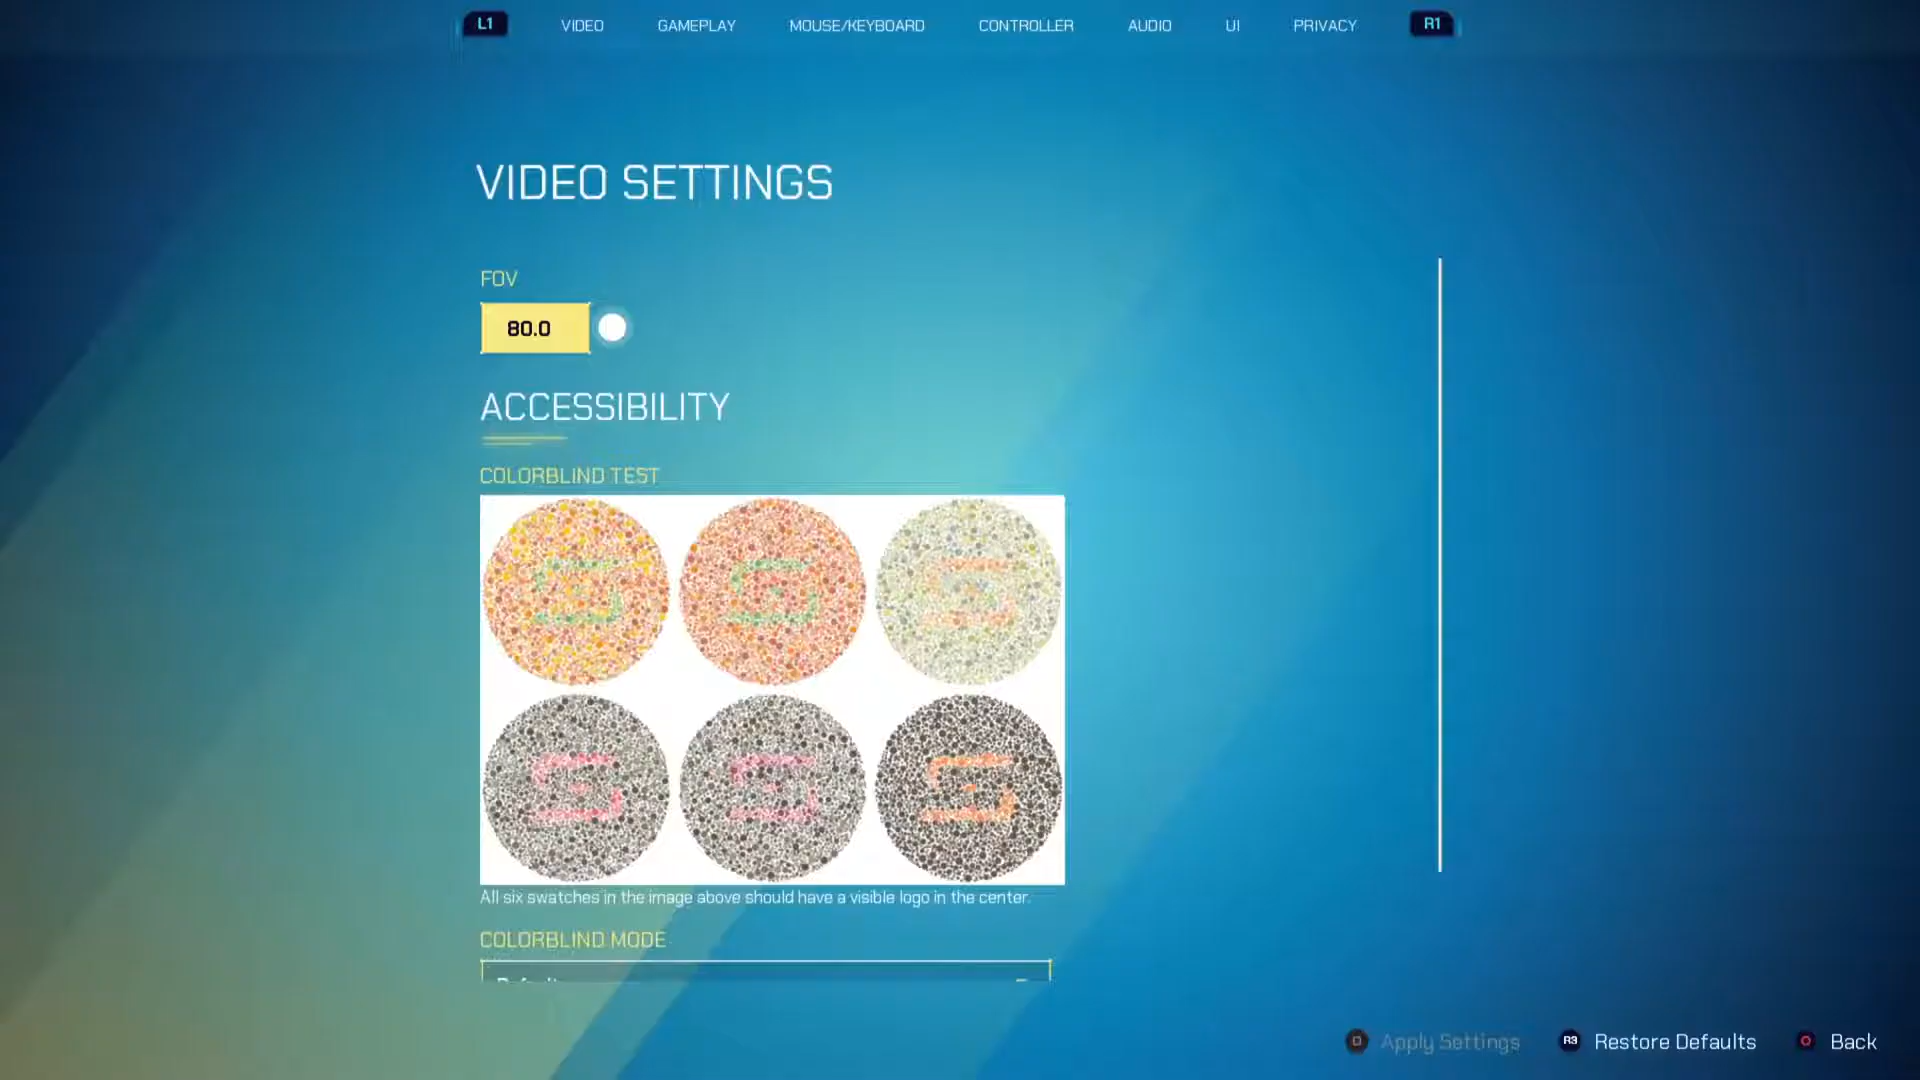 L1 VIDEO GAMEPLAY MOUSE/KEYBOARD CONTROLLER AUDIO UI PRIVACY R1
VIDEO SETTINGS
FOV
80.0
ACCESSIBILITY
COLORBLIND TEST
All six swatches in the image above should have a visible logo in the center.
COLORBLIND MODE
Default
Apply Settings R3 Restore Defaults Back